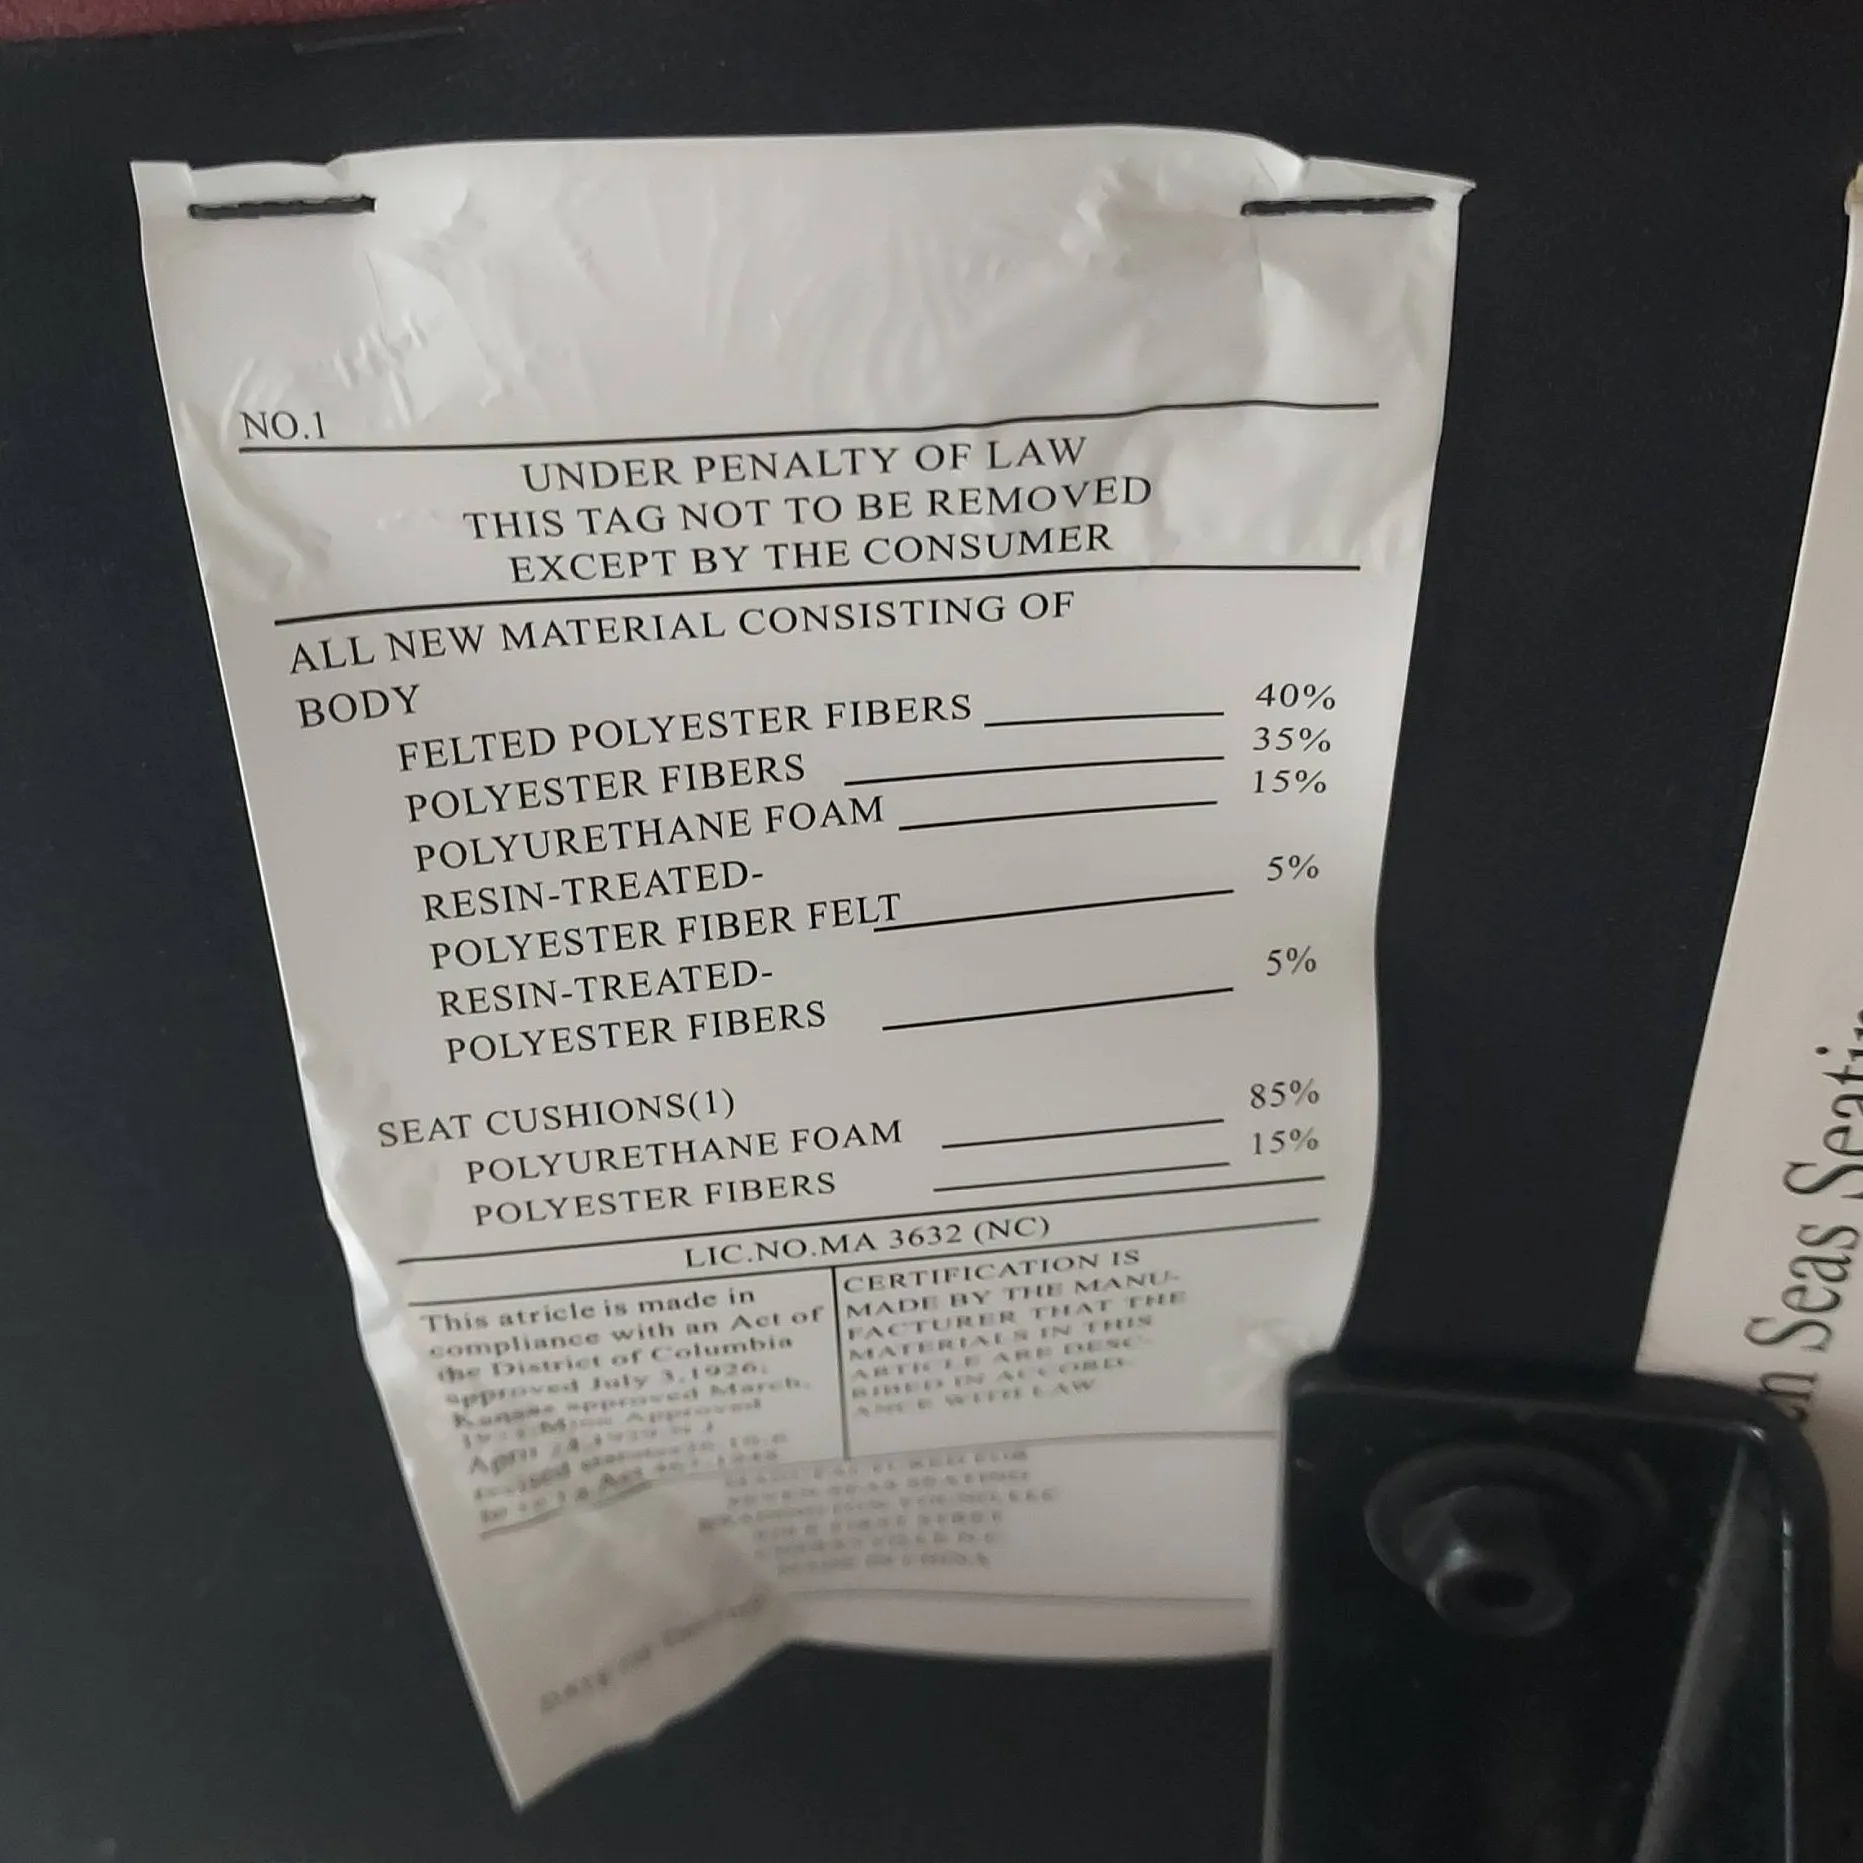 NO.1
UNDER PENALTY OF LAW
THIS TAG NOT TO BE REMOVED
EXCEPT BY THE CONSUMER
ALL NEW MATERIAL CONSISTING OF
BODY
FELTED POLYESTER FIBERS 40%
POLYESTER FIBERS 35%
POLYURETHANE FOAM 15%
RESIN-TREATED-
POLYESTER FIBER FELT 5%
RESIN-TREATED-
POLYESTER FIBERS 5%
SEAT CUSHIONS(1)
POLYURETHANE FOAM 85%
POLYESTER FIBERS 15%
LIC.NO.MA 3632 (NC)
This atricle is made in
compliance with an Act of
the District of Columbia
approved July 3,1926;
Kansas approved March,
Minn Approved
April
CERTIFICATION IS
MADE BY THE MANU-
FACTURER THAT THE
MATERIALS IN THIS
ARTICLE ARE DESC-
RIBED IN ACCORD-
ANCE WITH LAW
Seas